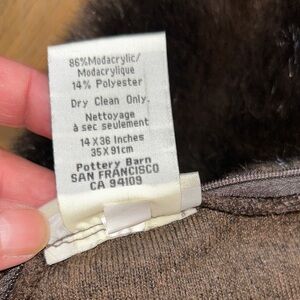 86% Modacrylic/
Modacrylique
14% Polyester
Dry Clean Only.
Nettoyage
à sec seulement
14 X 36 Inches
35 X 91cm
Pottery Barn
SAN FRANCISCO
CA 94109